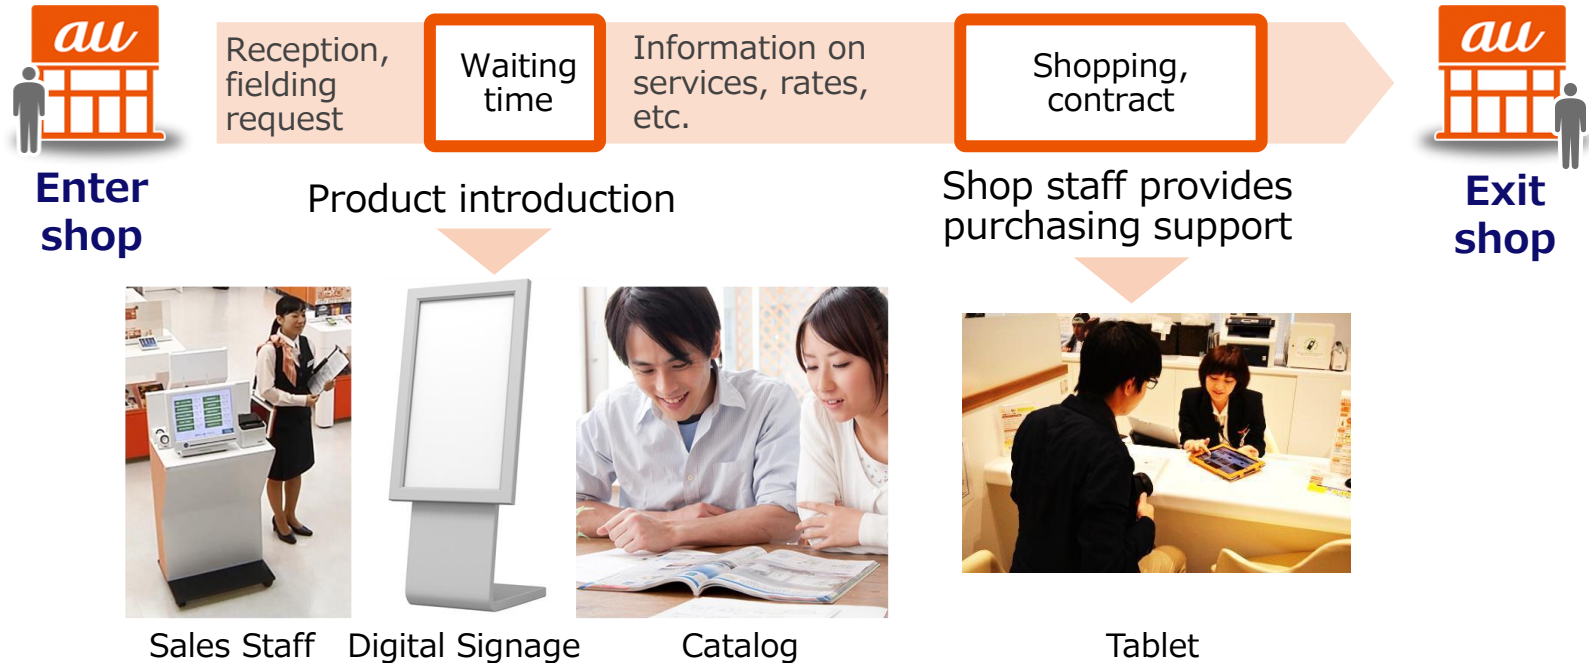 au
Reception,
fielding
request
Waiting
time
Information on
services, rates,
etc.
Shopping,
contract
au
Enter
shop
Product introduction
Shop staff provides
purchasing support
Exit
shop
Sales Staff
Digital Signage
Catalog
Tablet